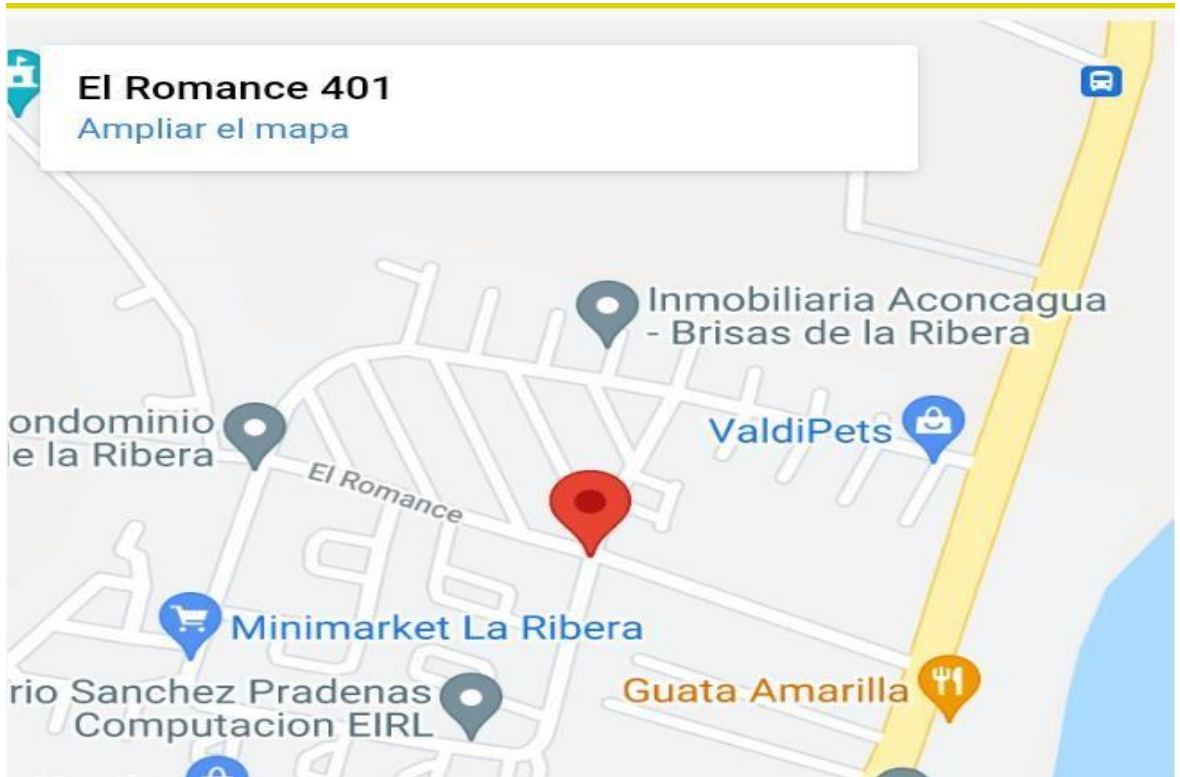 El Romance 401
Ampliar el mapa
Inmobiliaria Aconcagua
- Brisas de la Ribera
ondominio
e la Ribera
ValdiPets
El Romance
Minimarket La Ribera
rio Sanchez Pradenas
Computacion EIRL
Guata Amarilla